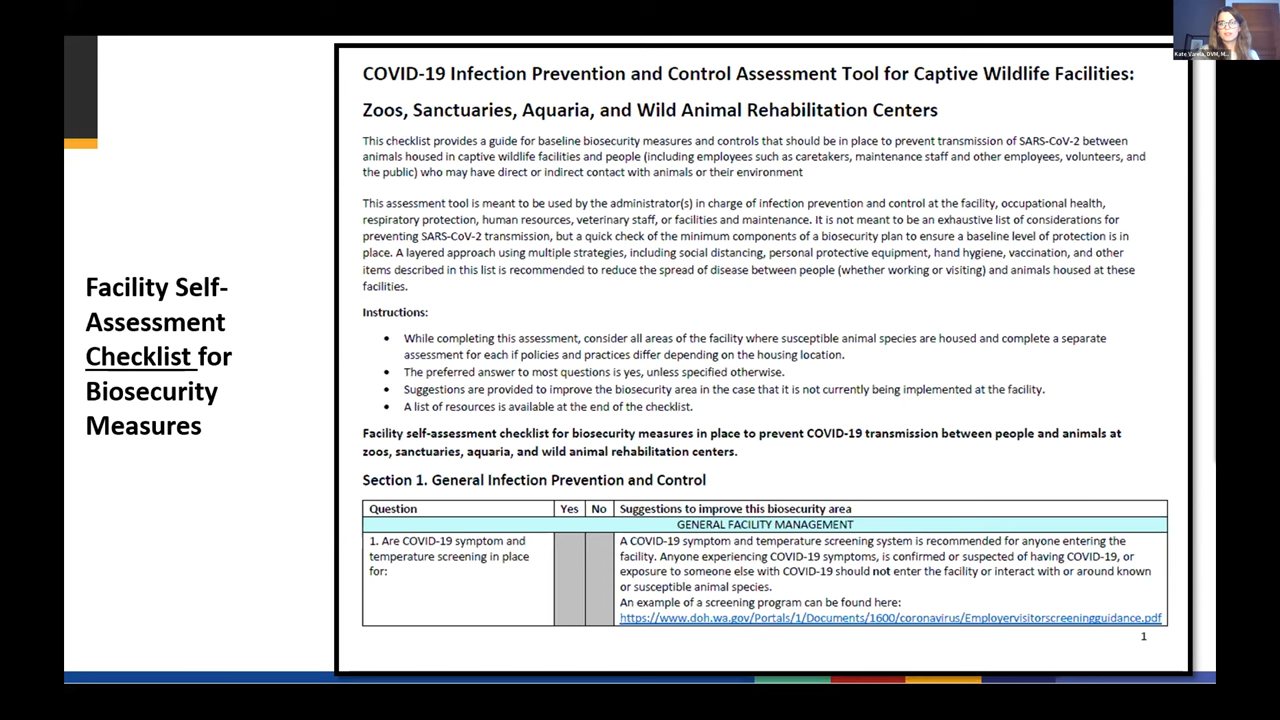 Kate Varela, DVM, M...
Facility Self-
Assessment
Checklist for
Biosecurity
Measures
COVID-19 Infection Prevention and Control Assessment Tool for Captive Wildlife Facilities:
Zoos, Sanctuaries, Aquaria, and Wild Animal Rehabilitation Centers
This checklist provides a guide for baseline biosecurity measures and controls that should be in place to prevent transmission of SARS-CoV-2 between
animals housed in captive wildlife facilities and people (including employees such as caretakers, maintenance staff and other employees, volunteers, and
the public) who may have direct or indirect contact with animals or their environment
This assessment tool is meant to be used by the administrator(s) in charge of infection prevention and control at the facility, occupational health,
respiratory protection, human resources, veterinary staff, or facilities and maintenance. It is not meant to be an exhaustive list of considerations for
preventing SARS-CoV-2 transmission, but a quick check of the minimum components of a biosecurity plan to ensure a baseline level of protection is in
place. A layered approach using multiple strategies, including social distancing, personal protective equipment, hand hygiene, vaccination, and other
items described in this list is recommended to reduce the spread of disease between people (whether working or visiting) and animals housed at these
facilities.
Instructions:
• While completing this assessment, consider all areas of the facility where susceptible animal species are housed and complete a separate
assessment for each if policies and practices differ depending on the housing location.
• The preferred answer to most questions is yes, unless specified otherwise.
• Suggestions are provided to improve the biosecurity area in the case that it is not currently being implemented at the facility.
• A list of resources is available at the end of the checklist.
Facility self-assessment checklist for biosecurity measures in place to prevent COVID-19 transmission between people and animals at
zoos, sanctuaries, aquaria, and wild animal rehabilitation centers.
Section 1. General Infection Prevention and Control
Question Yes No Suggestions to improve this biosecurity area
GENERAL FACILITY MANAGEMENT
1. Are COVID-19 symptom and
temperature screening in place
for:
A COVID-19 symptom and temperature screening system is recommended for anyone entering the
facility. Anyone experiencing COVID-19 symptoms, is confirmed or suspected of having COVID-19, or
exposure to someone else with COVID-19 should not enter the facility or interact with or around known
or susceptible animal species.
An example of a screening program can be found here:
https://www.doh.wa.gov/Portals/1/Documents/1600/coronavirus/Employervisitorscreeningguidance.pdf
1